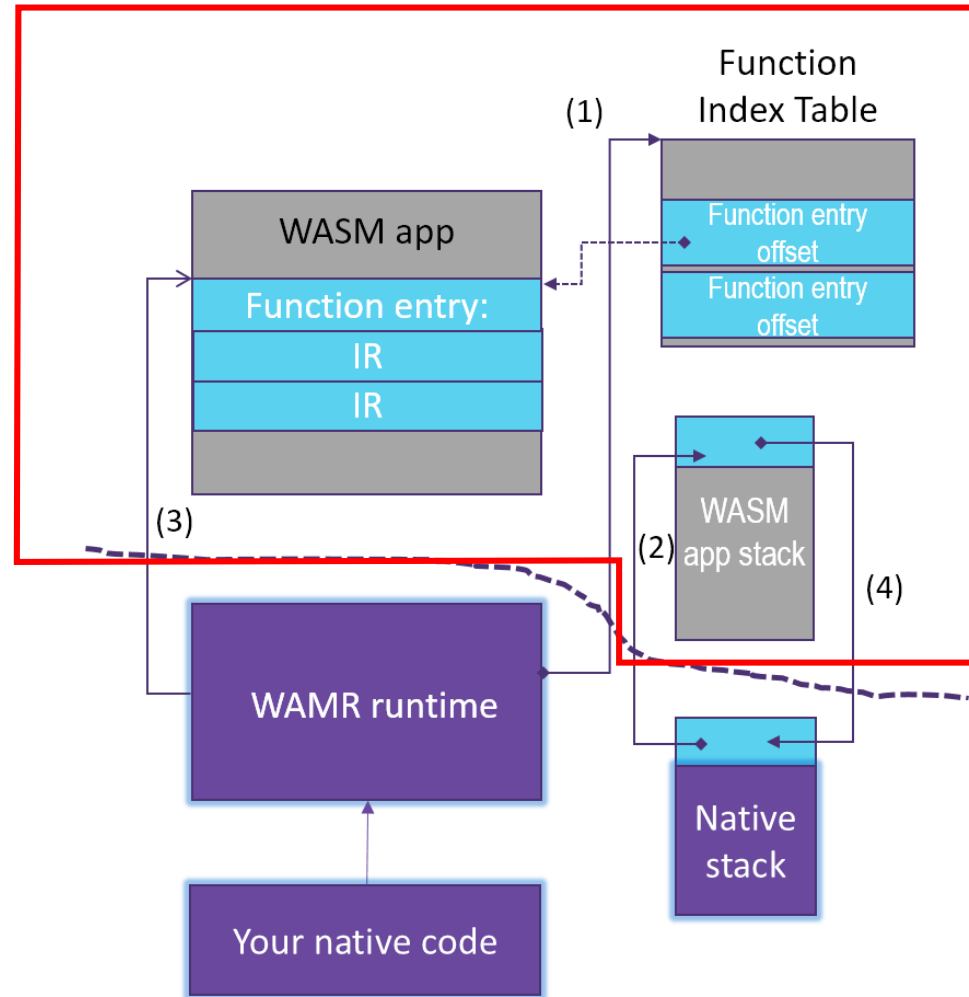 Function
Index Table
(1)
Function entry
offset
Function entry
offset
WASM app
Function entry:
IR
IR
(3)
WASM
app stack
(2)
(4)
WAMR runtime
Native
stack
Your native code